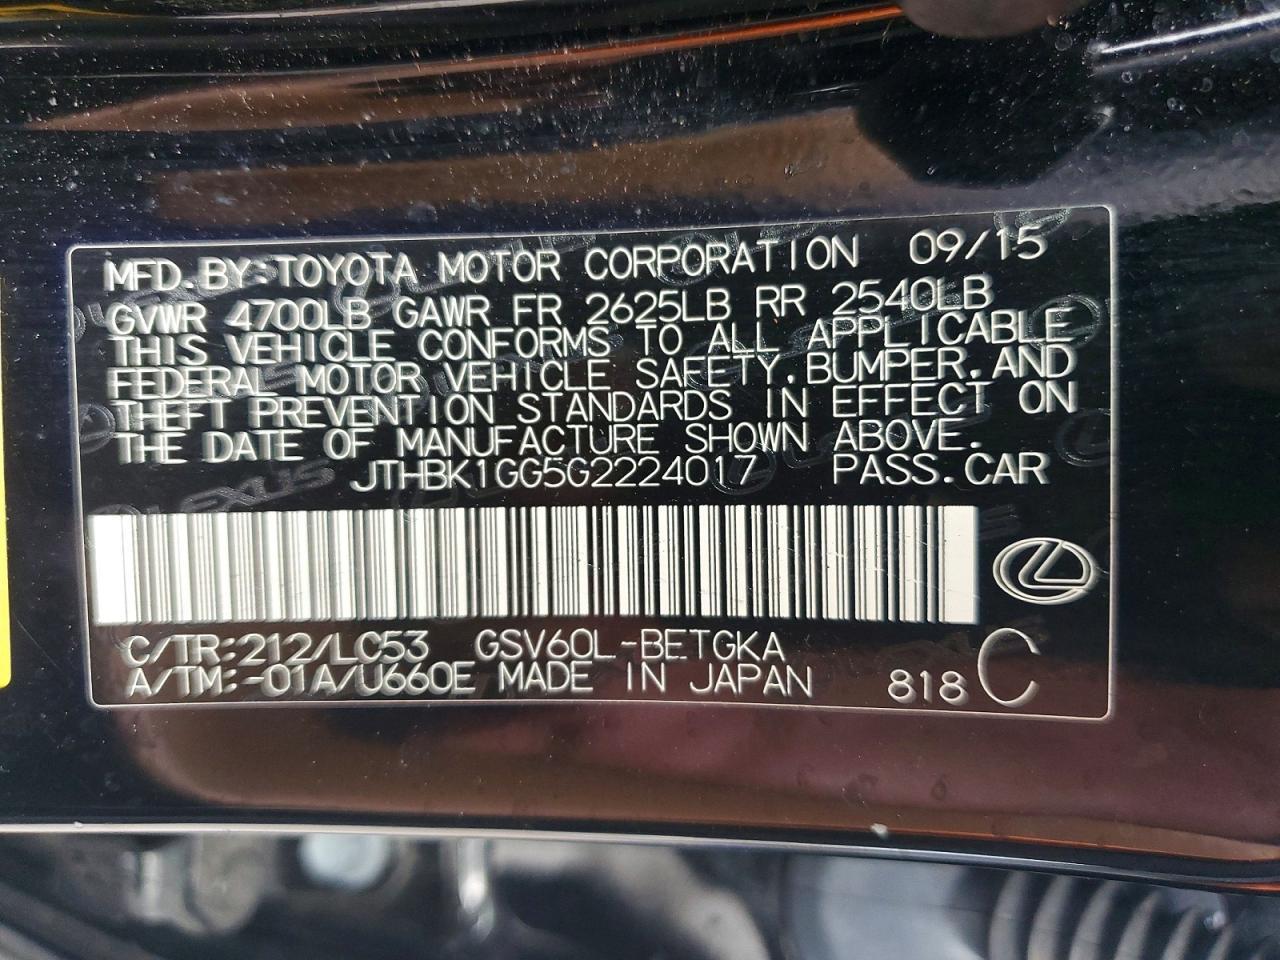 MFD.BY:TOYOTA MOTOR CORPORATION 09/15
GVWR 4700LB GAWR FR 2625LB RR 2540LB
THIS VEHICLE CONFORMS TO ALL APPLICABLE
FEDERAL MOTOR VEHICLE SAFETY,BUMPER,AND
THEFT PREVENTION STANDARDS IN EFFECT ON
THE DATE OF MANUFACTURE SHOWN ABOVE.
JTHBK1GG5G2224017 PASS.CAR
C/TR:212/LC53 GSV60L-BETGKA
A/TM:-01A/U660E MADE IN JAPAN 818 C
LEXUS